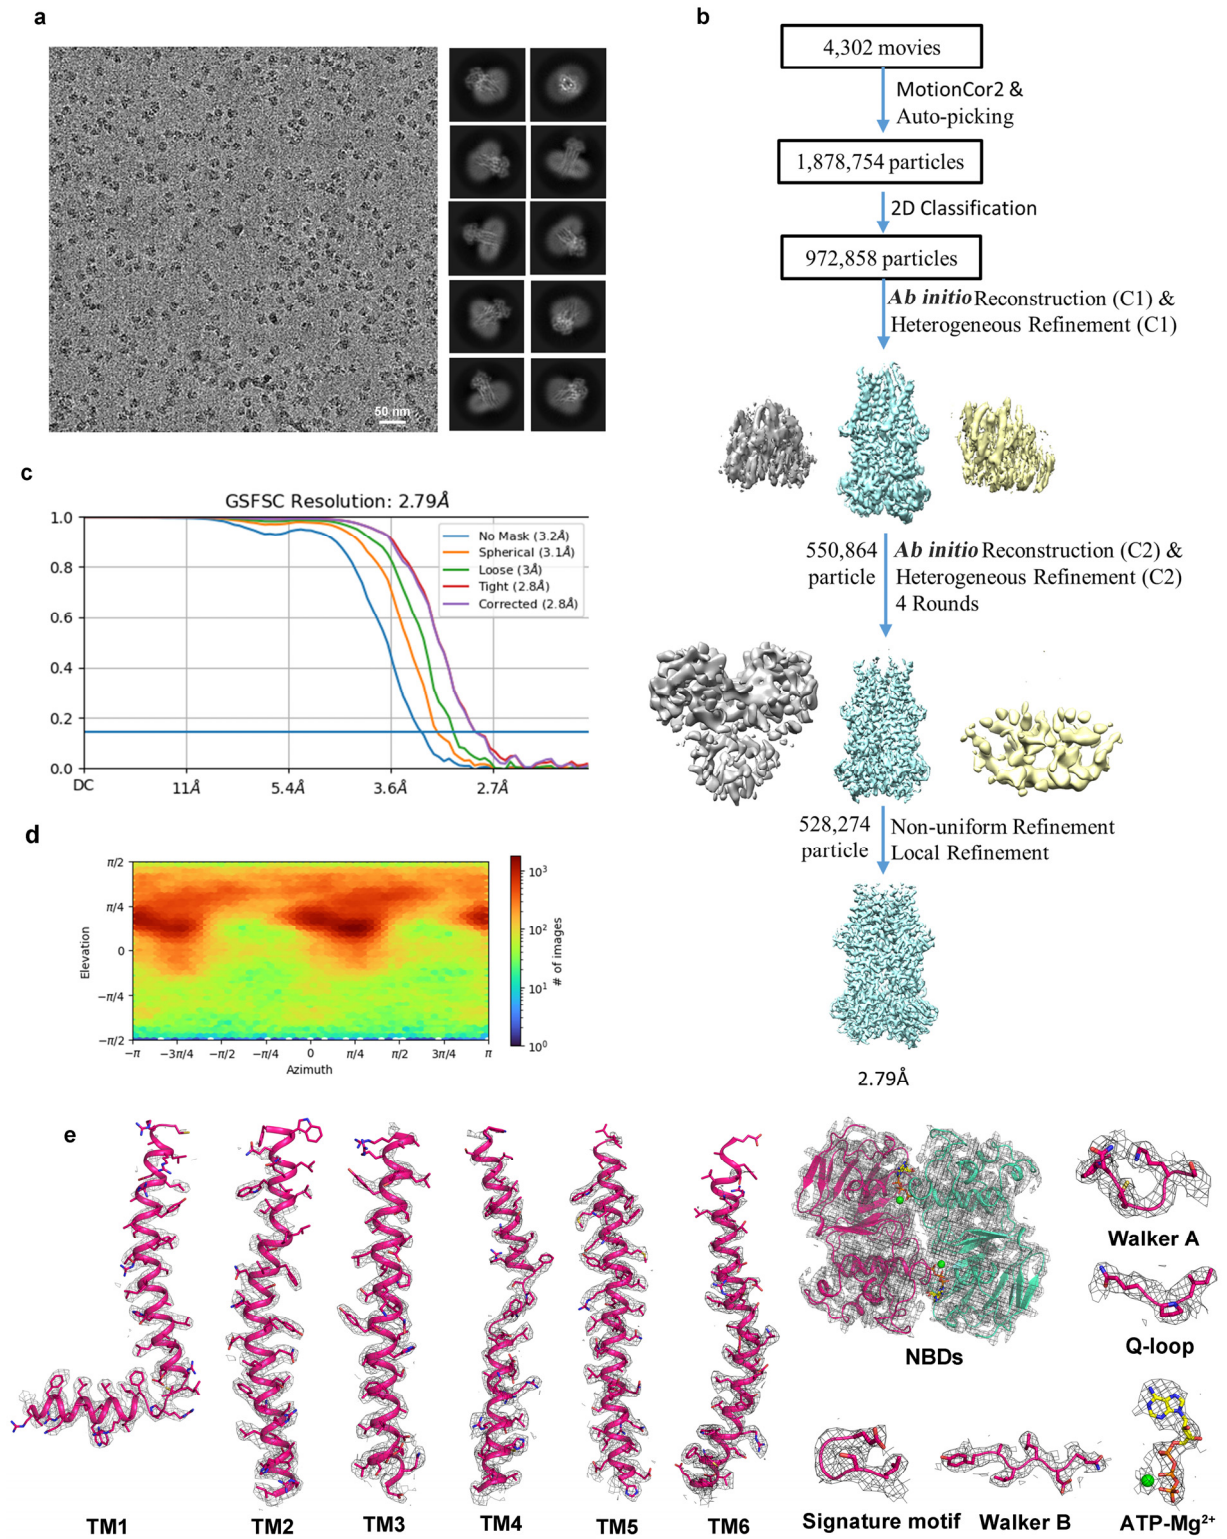 a
50 nm
b
4,302 movies
MotionCor2 &
Auto-picking
1,878,754 particles
2D Classification
972,858 particles
Ab initio Reconstruction (C1) &
Heterogeneous Refinement (C1)
550,864
particle
Ab initio Reconstruction (C2) &
Heterogeneous Refinement (C2)
4 Rounds
528,274
particle
Non-uniform Refinement
Local Refinement
2.79Å
c
GSFSC Resolution: 2.79Å
1.0
0.8
0.6
0.4
0.2
0.0
No Mask (3.2Å)
Spherical (3.1Å)
Loose (3Å)
Tight (2.8Å)
Corrected (2.8Å)
DC
11Å
5.4Å
3.6Å
2.7Å
d
Elevation
π/2
π/4
0
−π/4
−π/2
−π
−3π/4
−π/2
−π/4
0
π/4
π/2
3π/4
π
Azimuth
10³
10²
10¹
10⁰
# of images
e
TM1
TM2
TM3
TM4
TM5
TM6
NBDs
Walker A
Q-loop
Signature motif
Walker B
ATP-Mg²⁺